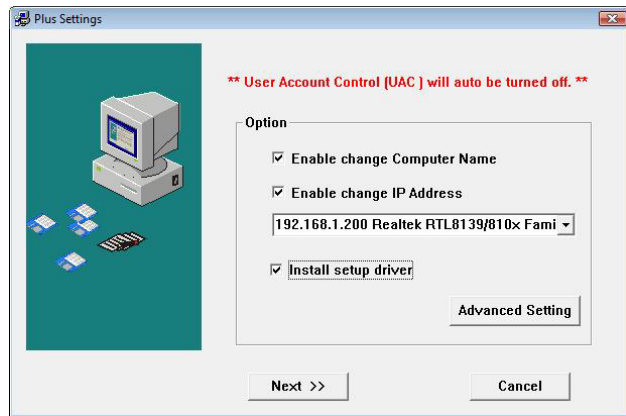 Plus Settings
** User Account Control (UAC ) will auto be turned off. **
Option
Enable change Computer Name
Enable change IP Address
192.168.1.200 Realtek RTL8139/810x Fami
Install setup driver
Advanced Setting
Next >>
Cancel